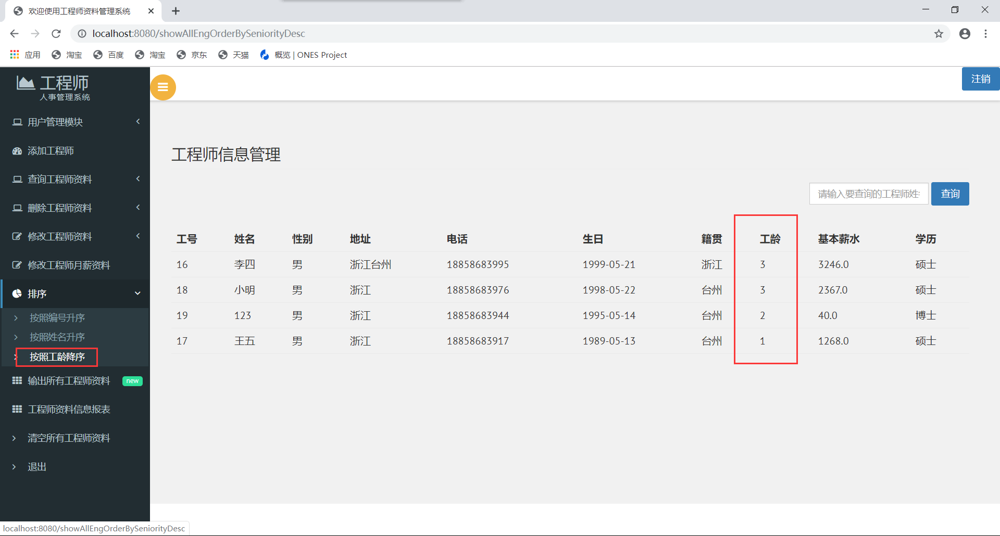 欢迎使用工程师资料管理系统
localhost:8080/showAllEngOrderBySeniorityDesc
应用 淘宝 百度 淘宝 京东 天猫 概览 | ONES Project
工程师
人事管理系统
注销
用户管理模块
添加工程师
查询工程师资料
删除工程师资料
修改工程师资料
修改工程师月薪资料
排序
按照编号升序
按照姓名升序
按照工龄降序
输出所有工程师资料 new
工程师资料信息报表
清空所有工程师资料
退出
工程师信息管理
请输入要查询的工程师姓 查询
工号 姓名 性别 地址 电话 生日 籍贯 工龄 基本薪水 学历
16 李四 男 浙江台州 18858683995 1999-05-21 浙江 3 3246.0 硕士
18 小明 男 浙江 18858683976 1998-05-22 台州 3 2367.0 硕士
19 123 男 浙江 18858683944 1995-05-14 台州 2 40.0 博士
17 王五 男 浙江 18858683917 1989-05-13 台州 1 1268.0 硕士
localhost:8080/showAllEngOrderBySeniorityDesc